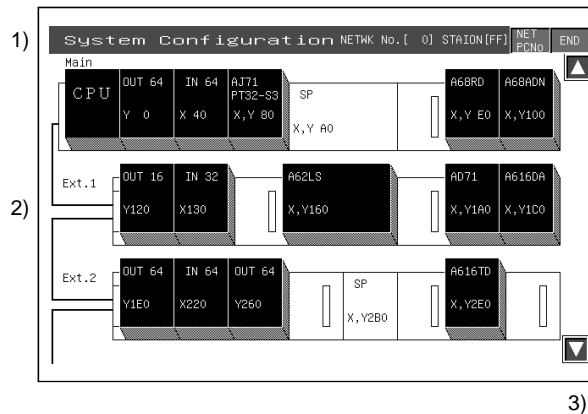 1)
System Configuration NETWK No.[ 0] STAION[FF] NET PCNo END
Main
CPU
OUT 64
Y 0
IN 64
X 40
AJ71
PT32-S3
X,Y 80
SP
X,Y A0
A68RD
X,Y E0
A68ADN
X,Y100
2)
Ext.1
OUT 16
Y120
IN 32
X130
A62LS
X,Y160
AD71
X,Y1A0
A616DA
X,Y1C0
Ext.2
OUT 64
Y1E0
IN 64
X220
OUT 64
Y260
SP
X,Y2B0
A616TD
X,Y2E0
3)